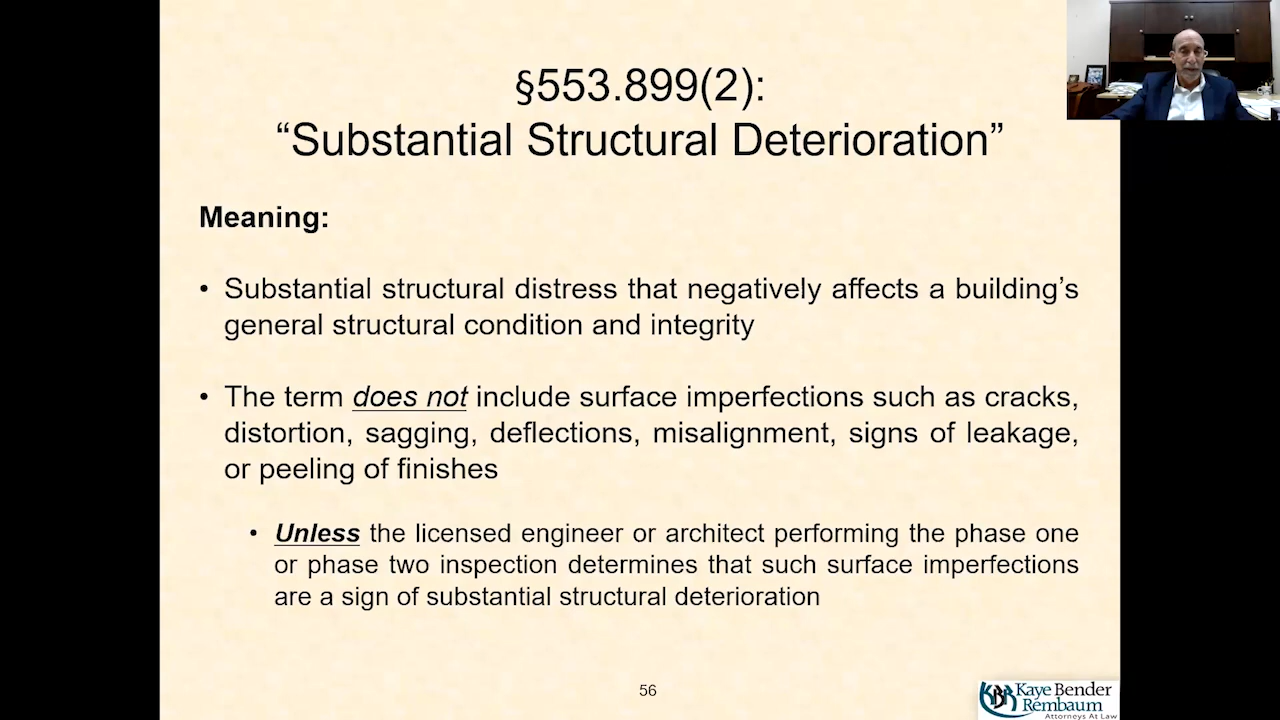 §553.899(2):
“Substantial Structural Deterioration”
Meaning:
• Substantial structural distress that negatively affects a building’s
general structural condition and integrity
• The term does not include surface imperfections such as cracks,
distortion, sagging, deflections, misalignment, signs of leakage,
or peeling of finishes
• Unless the licensed engineer or architect performing the phase one
or phase two inspection determines that such surface imperfections
are a sign of substantial structural deterioration
56
KBR Kaye Bender
Rembaum
Attorneys At Law